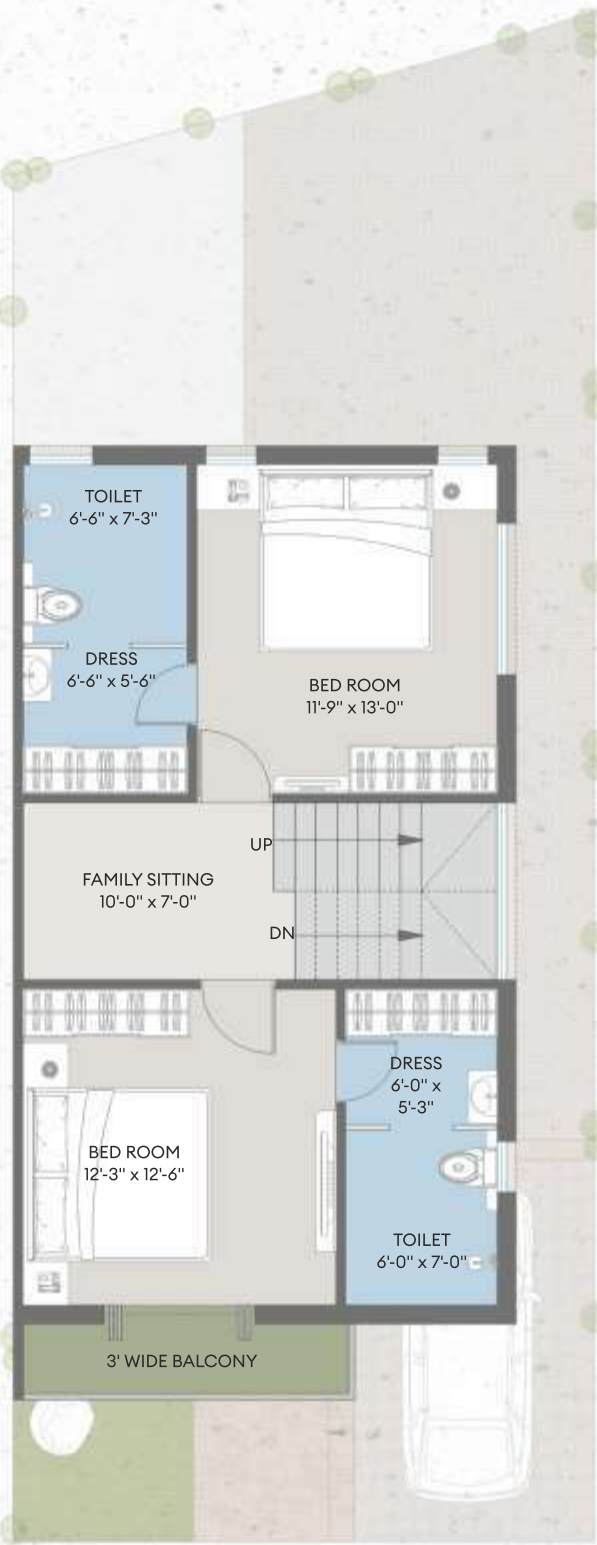 TOILET
6'-6" x 7'-3"
DRESS
6'-6" x 5'-6"
BED ROOM
11'-9" x 13'-0"
UP
FAMILY SITTING
10'-0" x 7'-0"
DN
DRESS
6'-0" x
5'-3"
BED ROOM
12'-3" x 12'-6"
TOILET
6'-0" x 7'-0"
3' WIDE BALCONY